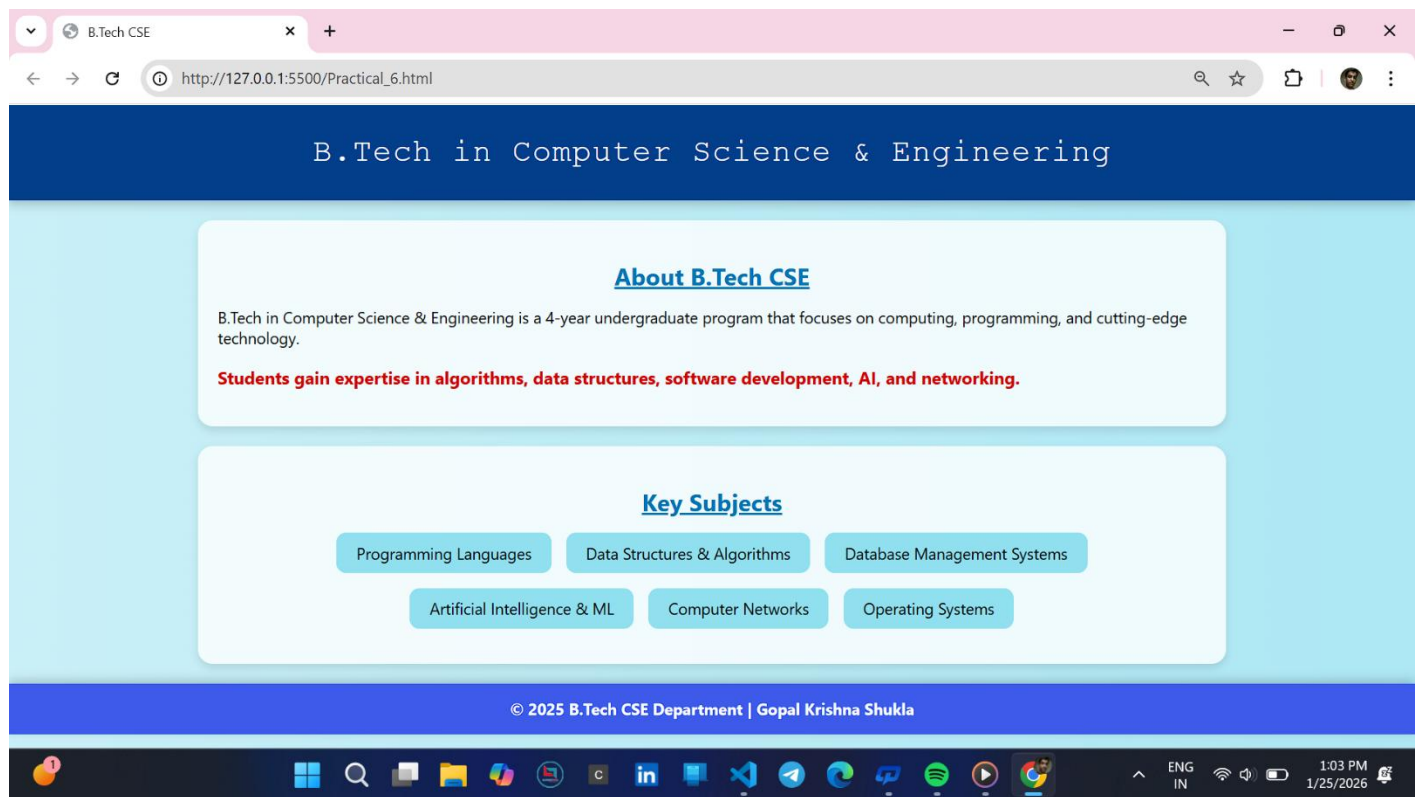 B.Tech CSE
http://127.0.0.1:5500/Practical_6.html
B.Tech in Computer Science & Engineering
About B.Tech CSE
B.Tech in Computer Science & Engineering is a 4-year undergraduate program that focuses on computing, programming, and cutting-edge
technology.
Students gain expertise in algorithms, data structures, software development, AI, and networking.
Key Subjects
Programming Languages Data Structures & Algorithms Database Management Systems
Artificial Intelligence & ML Computer Networks Operating Systems
© 2025 B.Tech CSE Department | Gopal Krishna Shukla
1 C in ENG 1:03 PM
IN 1/25/2026